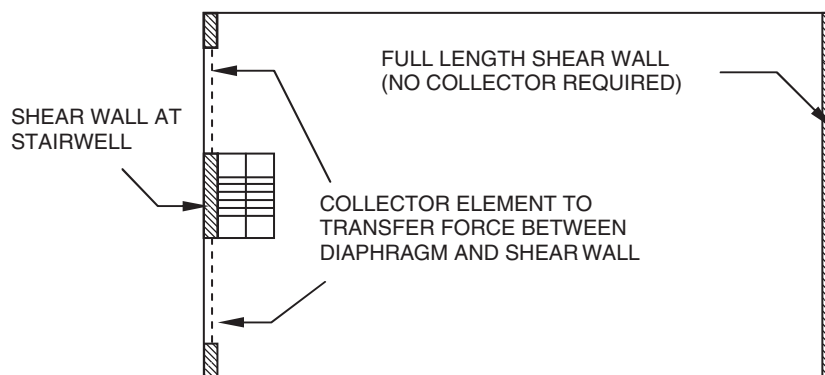 FULL LENGTH SHEAR WALL
(NO COLLECTOR REQUIRED)
SHEAR WALL AT
STAIRWELL
COLLECTOR ELEMENT TO
TRANSFER FORCE BETWEEN
DIAPHRAGM AND SHEAR WALL